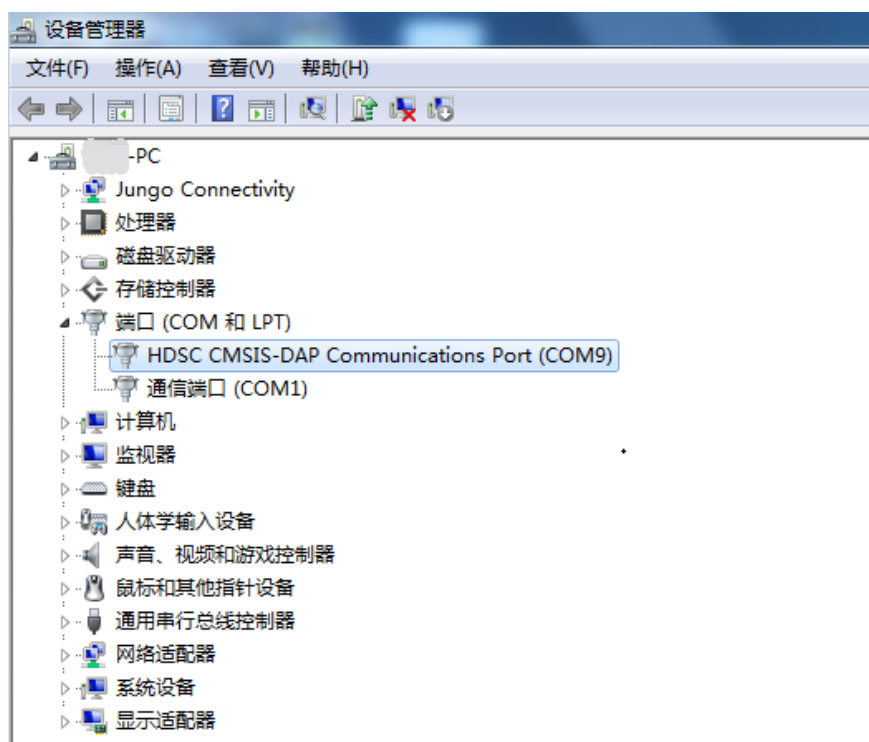 设备管理器
文件(F) 操作(A) 查看(V) 帮助(H)
-PC
Jungo Connectivity
处理器
磁盘驱动器
存储控制器
端口 (COM 和 LPT)
HDSC CMSIS-DAP Communications Port (COM9)
通信端口 (COM1)
计算机
监视器
键盘
人体学输入设备
声音、视频和游戏控制器
鼠标和其他指针设备
通用串行总线控制器
网络适配器
系统设备
显示适配器